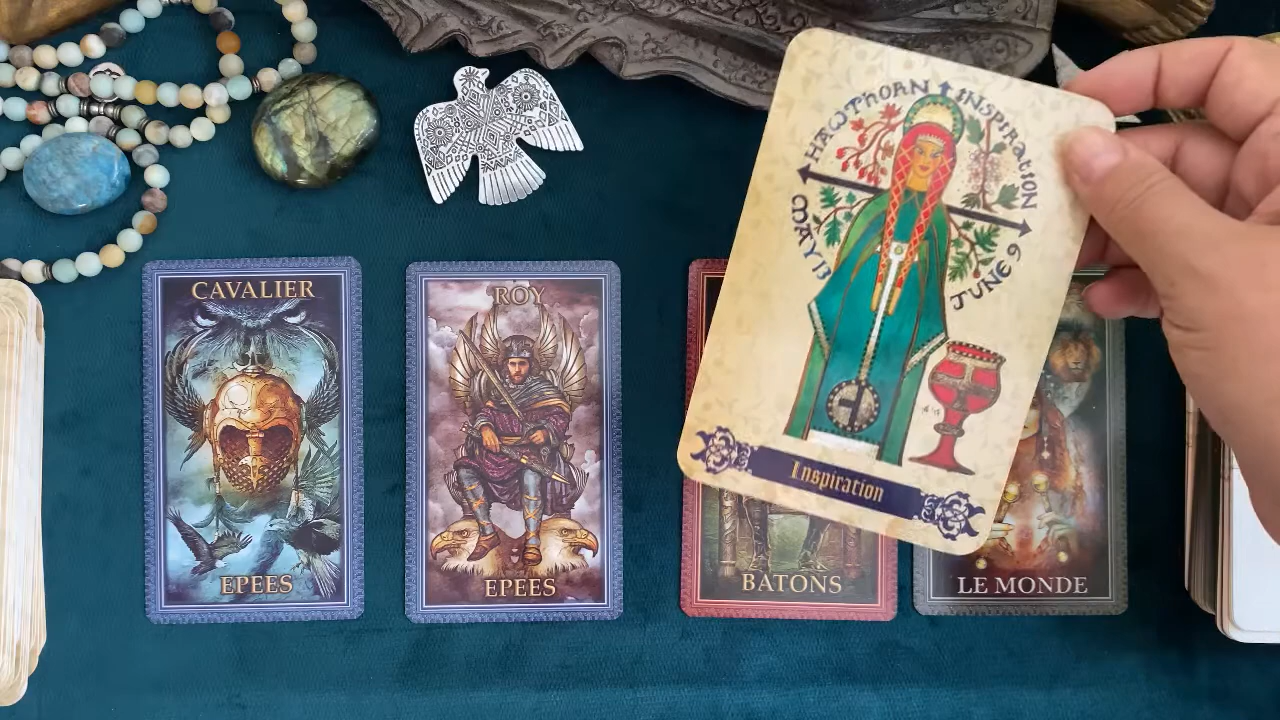 CAVALIER
EPEES
ROY
EPEES
BATONS
HAWTHORN INSPIRATION
MAY 13
JUNE 9
Inspiration
LE MONDE